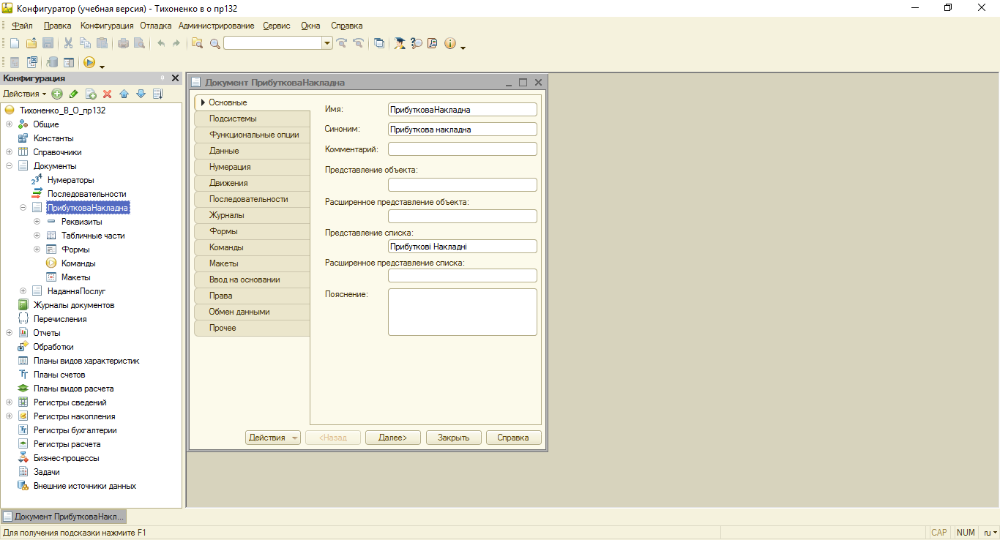 Конфигуратор (учебная версия) - Тихоненко в о пр132
Файл Правка Конфигурация Отладка Администрирование Сервис Окна Справка
Конфигурация
Действия
Тихоненко_В_О_пр132
Общие
Константы
Справочники
Документы
Нумераторы
Последовательности
ПрибутковаНакладна
Реквизиты
Табличные части
Формы
Команды
Макеты
НаданняПослуг
Журналы документов
Перечисления
Отчеты
Обработки
Планы видов характеристик
Планы счетов
Планы видов расчета
Регистры сведений
Регистры накопления
Регистры бухгалтерии
Регистры расчета
Бизнес-процессы
Задачи
Внешние источники данных
Документ ПрибутковаНакладна
Основные
Подсистемы
Функциональные опции
Данные
Нумерация
Движения
Последовательности
Журналы
Формы
Команды
Макеты
Ввод на основании
Права
Обмен данными
Прочее
Имя: ПрибутковаНакладна
Синоним: Прибуткова накладна
Комментарий:
Представление объекта:
Расширенное представление объекта:
Представление списка:
Прибуткові Накладні
Расширенное представление списка:
Пояснение:
Действия <Назад Далее> Закрыть Справка
Документ ПрибутковаНакл...
Для получения подсказки нажмите F1
CAP NUM ru